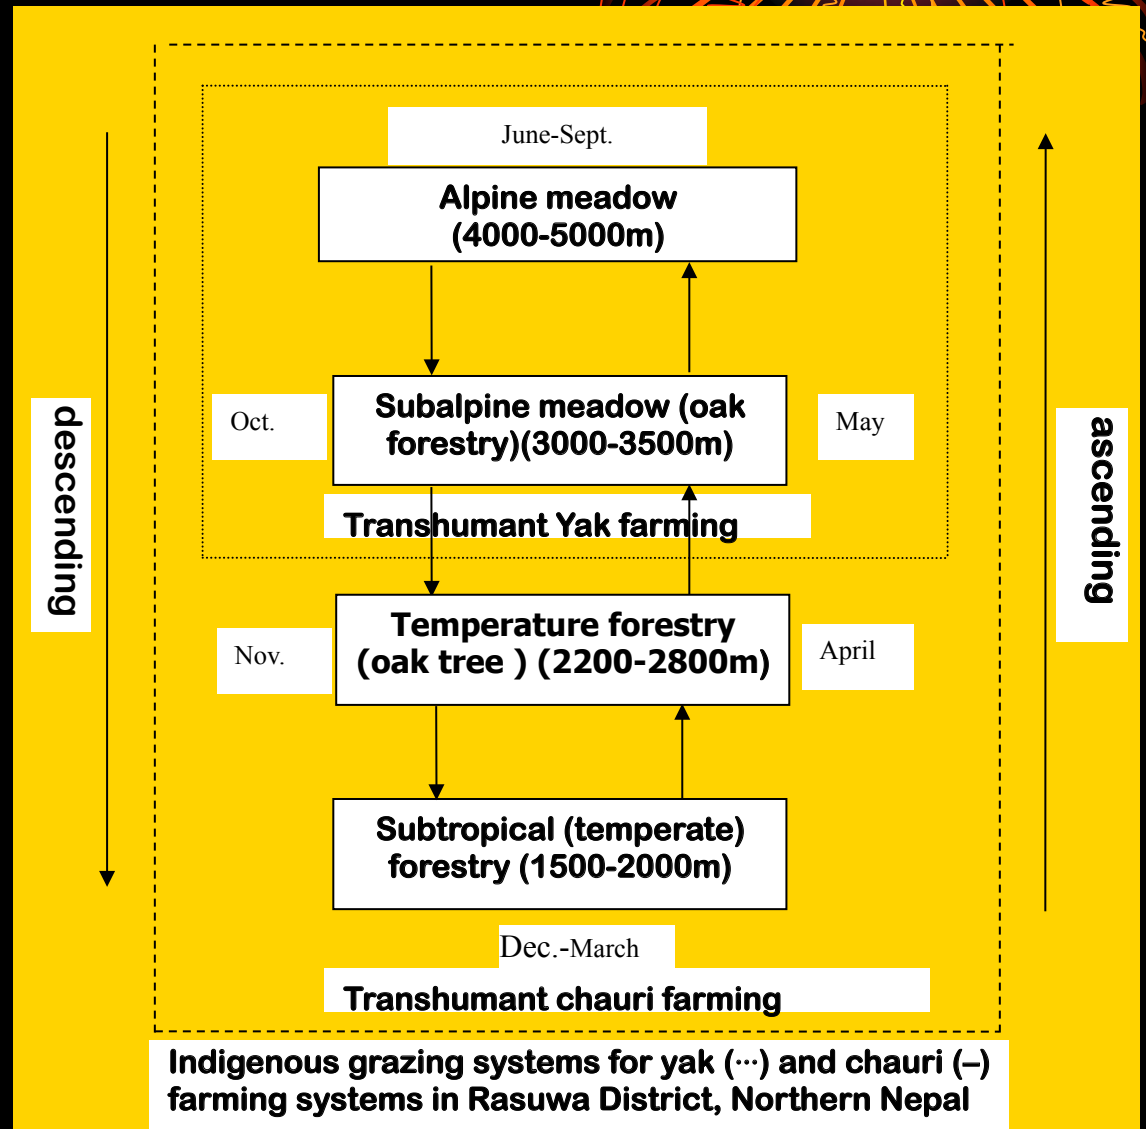 June-Sept.
Alpine meadow
(4000-5000m)
descending
Oct.
Subalpine meadow (oak
forestry)(3000-3500m)
May
ascending
Transhumant Yak farming
Nov.
Temperature forestry
(oak tree ) (2200-2800m)
April
Subtropical (temperate)
forestry (1500-2000m)
Dec.-March
Transhumant chauri farming
Indigenous grazing systems for yak (···) and chauri (–)
farming systems in Rasuwa District, Northern Nepal